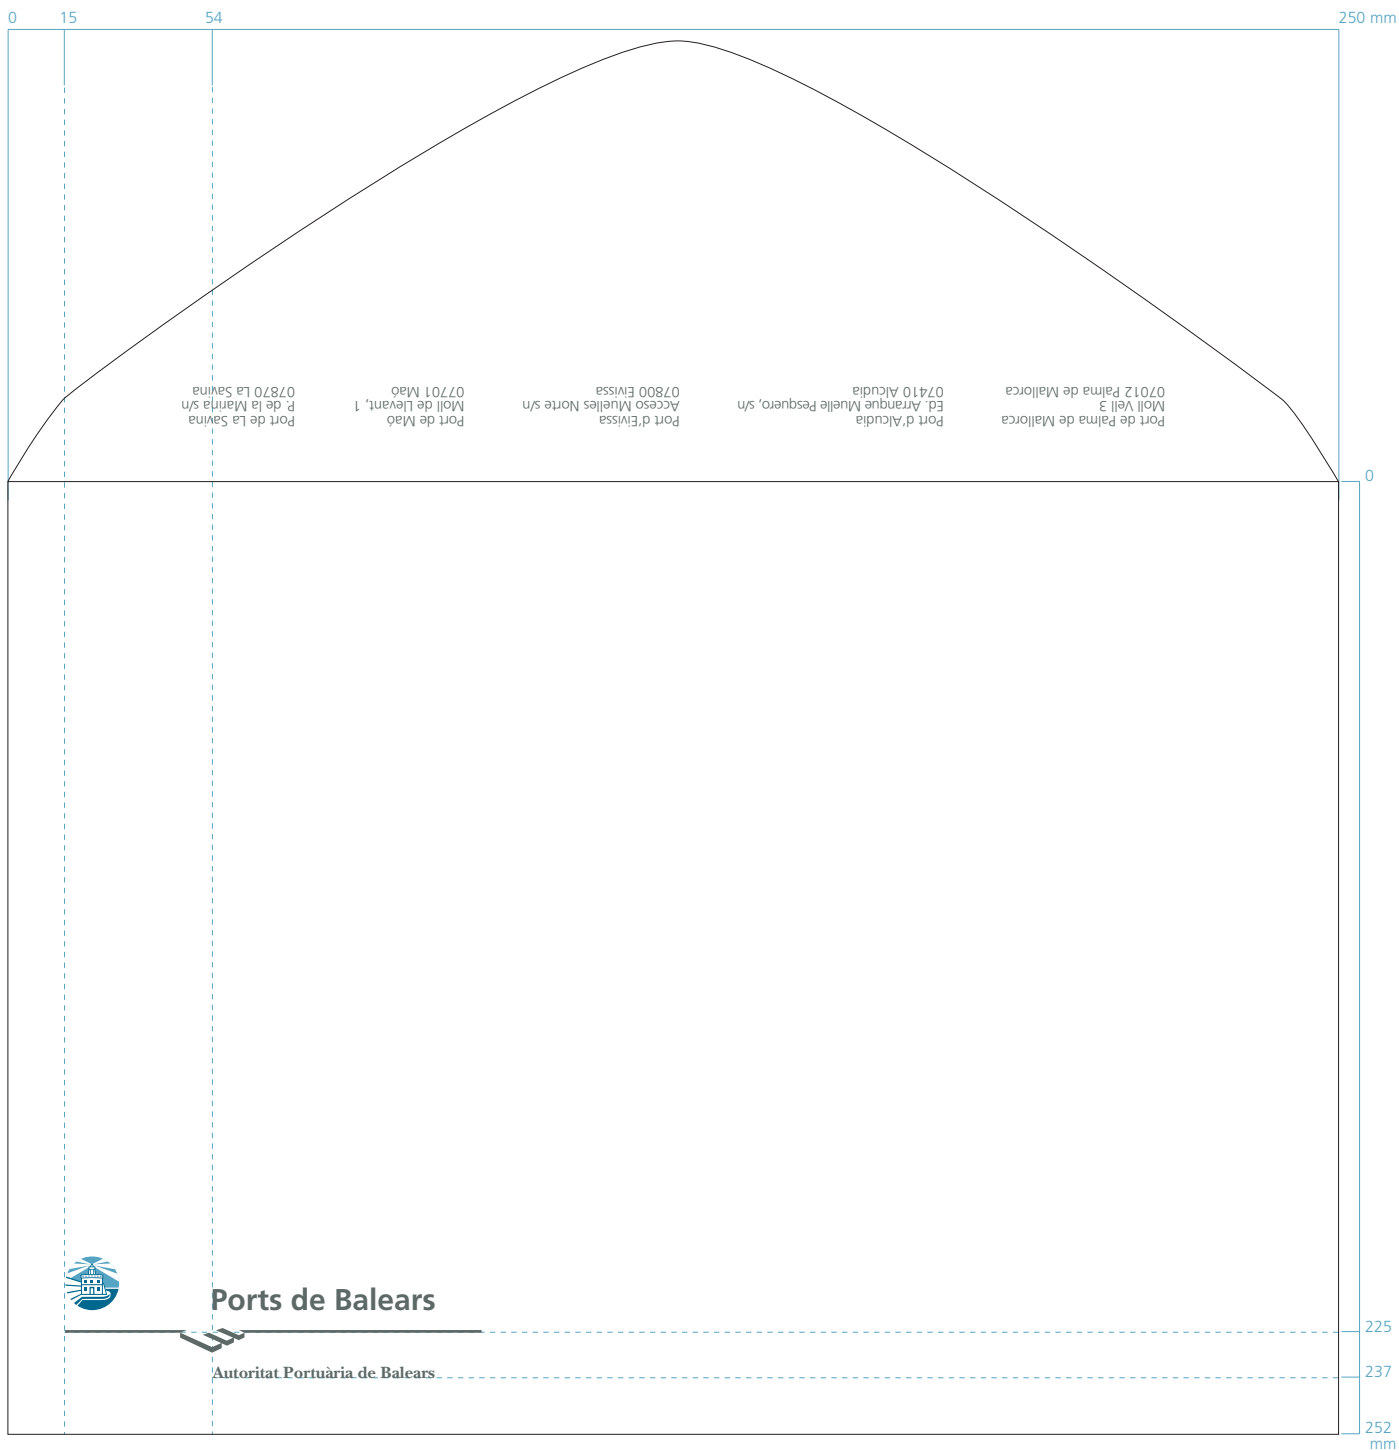 0 15 54 250 mm
Port de Palma de Mallorca
Moll Vell 3
07012 Palma de Mallorca
Port d'Alcudia
Ed. Arranque Muelle Pesquero, s/n
07410 Alcudia
Port d'Eivissa
Acceso Muelles Norte s/n
07800 Eivissa
Port de Maó
Moll de Llevant, 1
07701 Maó
Port de La Savina
P. de la Marina s/n
07870 La Savina
0
Ports de Balears
225
Autoritat Portuària de Balears
237
252
mm